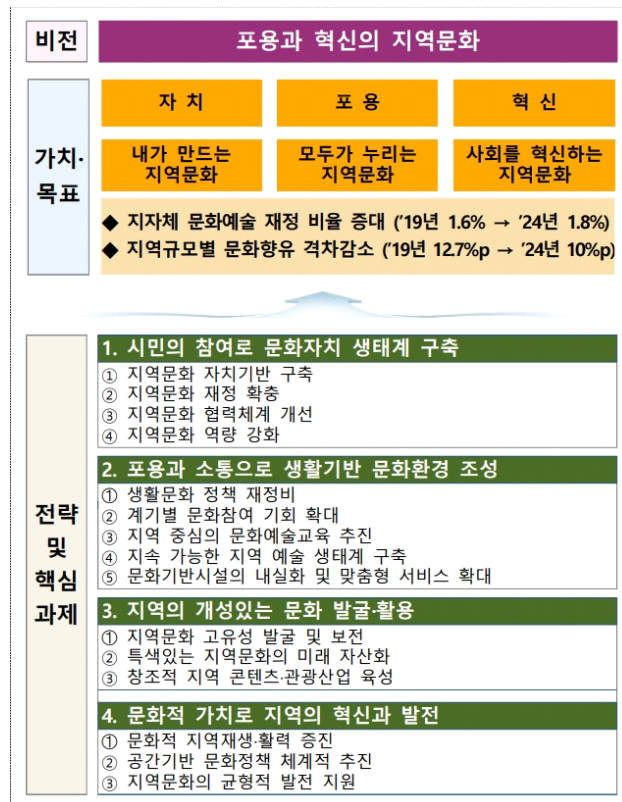 비전
포용과 혁신의 지역문화
가치·
목표
자 치
포 용
혁 신
내가 만드는
지역문화
모두가 누리는
지역문화
사회를 혁신하는
지역문화
◆ 지자체 문화예술 재정 비율 증대 (’19년 1.6% → ’24년 1.8%)
◆ 지역규모별 문화향유 격차감소 (’19년 12.7%p → ’24년 10%p)
전략
및
핵심
과제
1. 시민의 참여로 문화자치 생태계 구축
① 지역문화 자치기반 구축
② 지역문화 재정 확충
③ 지역문화 협력체계 개선
④ 지역문화 역량 강화
2. 포용과 소통으로 생활기반 문화환경 조성
① 생활문화 정책 재정비
② 계기별 문화참여 기회 확대
③ 지역 중심의 문화예술교육 추진
④ 지속 가능한 지역 예술 생태계 구축
⑤ 문화기반시설의 내실화 및 맞춤형 서비스 확대
3. 지역의 개성있는 문화 발굴·활용
① 지역문화 고유성 발굴 및 보전
② 특색있는 지역문화의 미래 자산화
③ 창조적 지역 콘텐츠·관광산업 육성
4. 문화적 가치로 지역의 혁신과 발전
① 문화적 지역재생·활력 증진
② 공간기반 문화정책 체계적 추진
③ 지역문화의 균형적 발전 지원